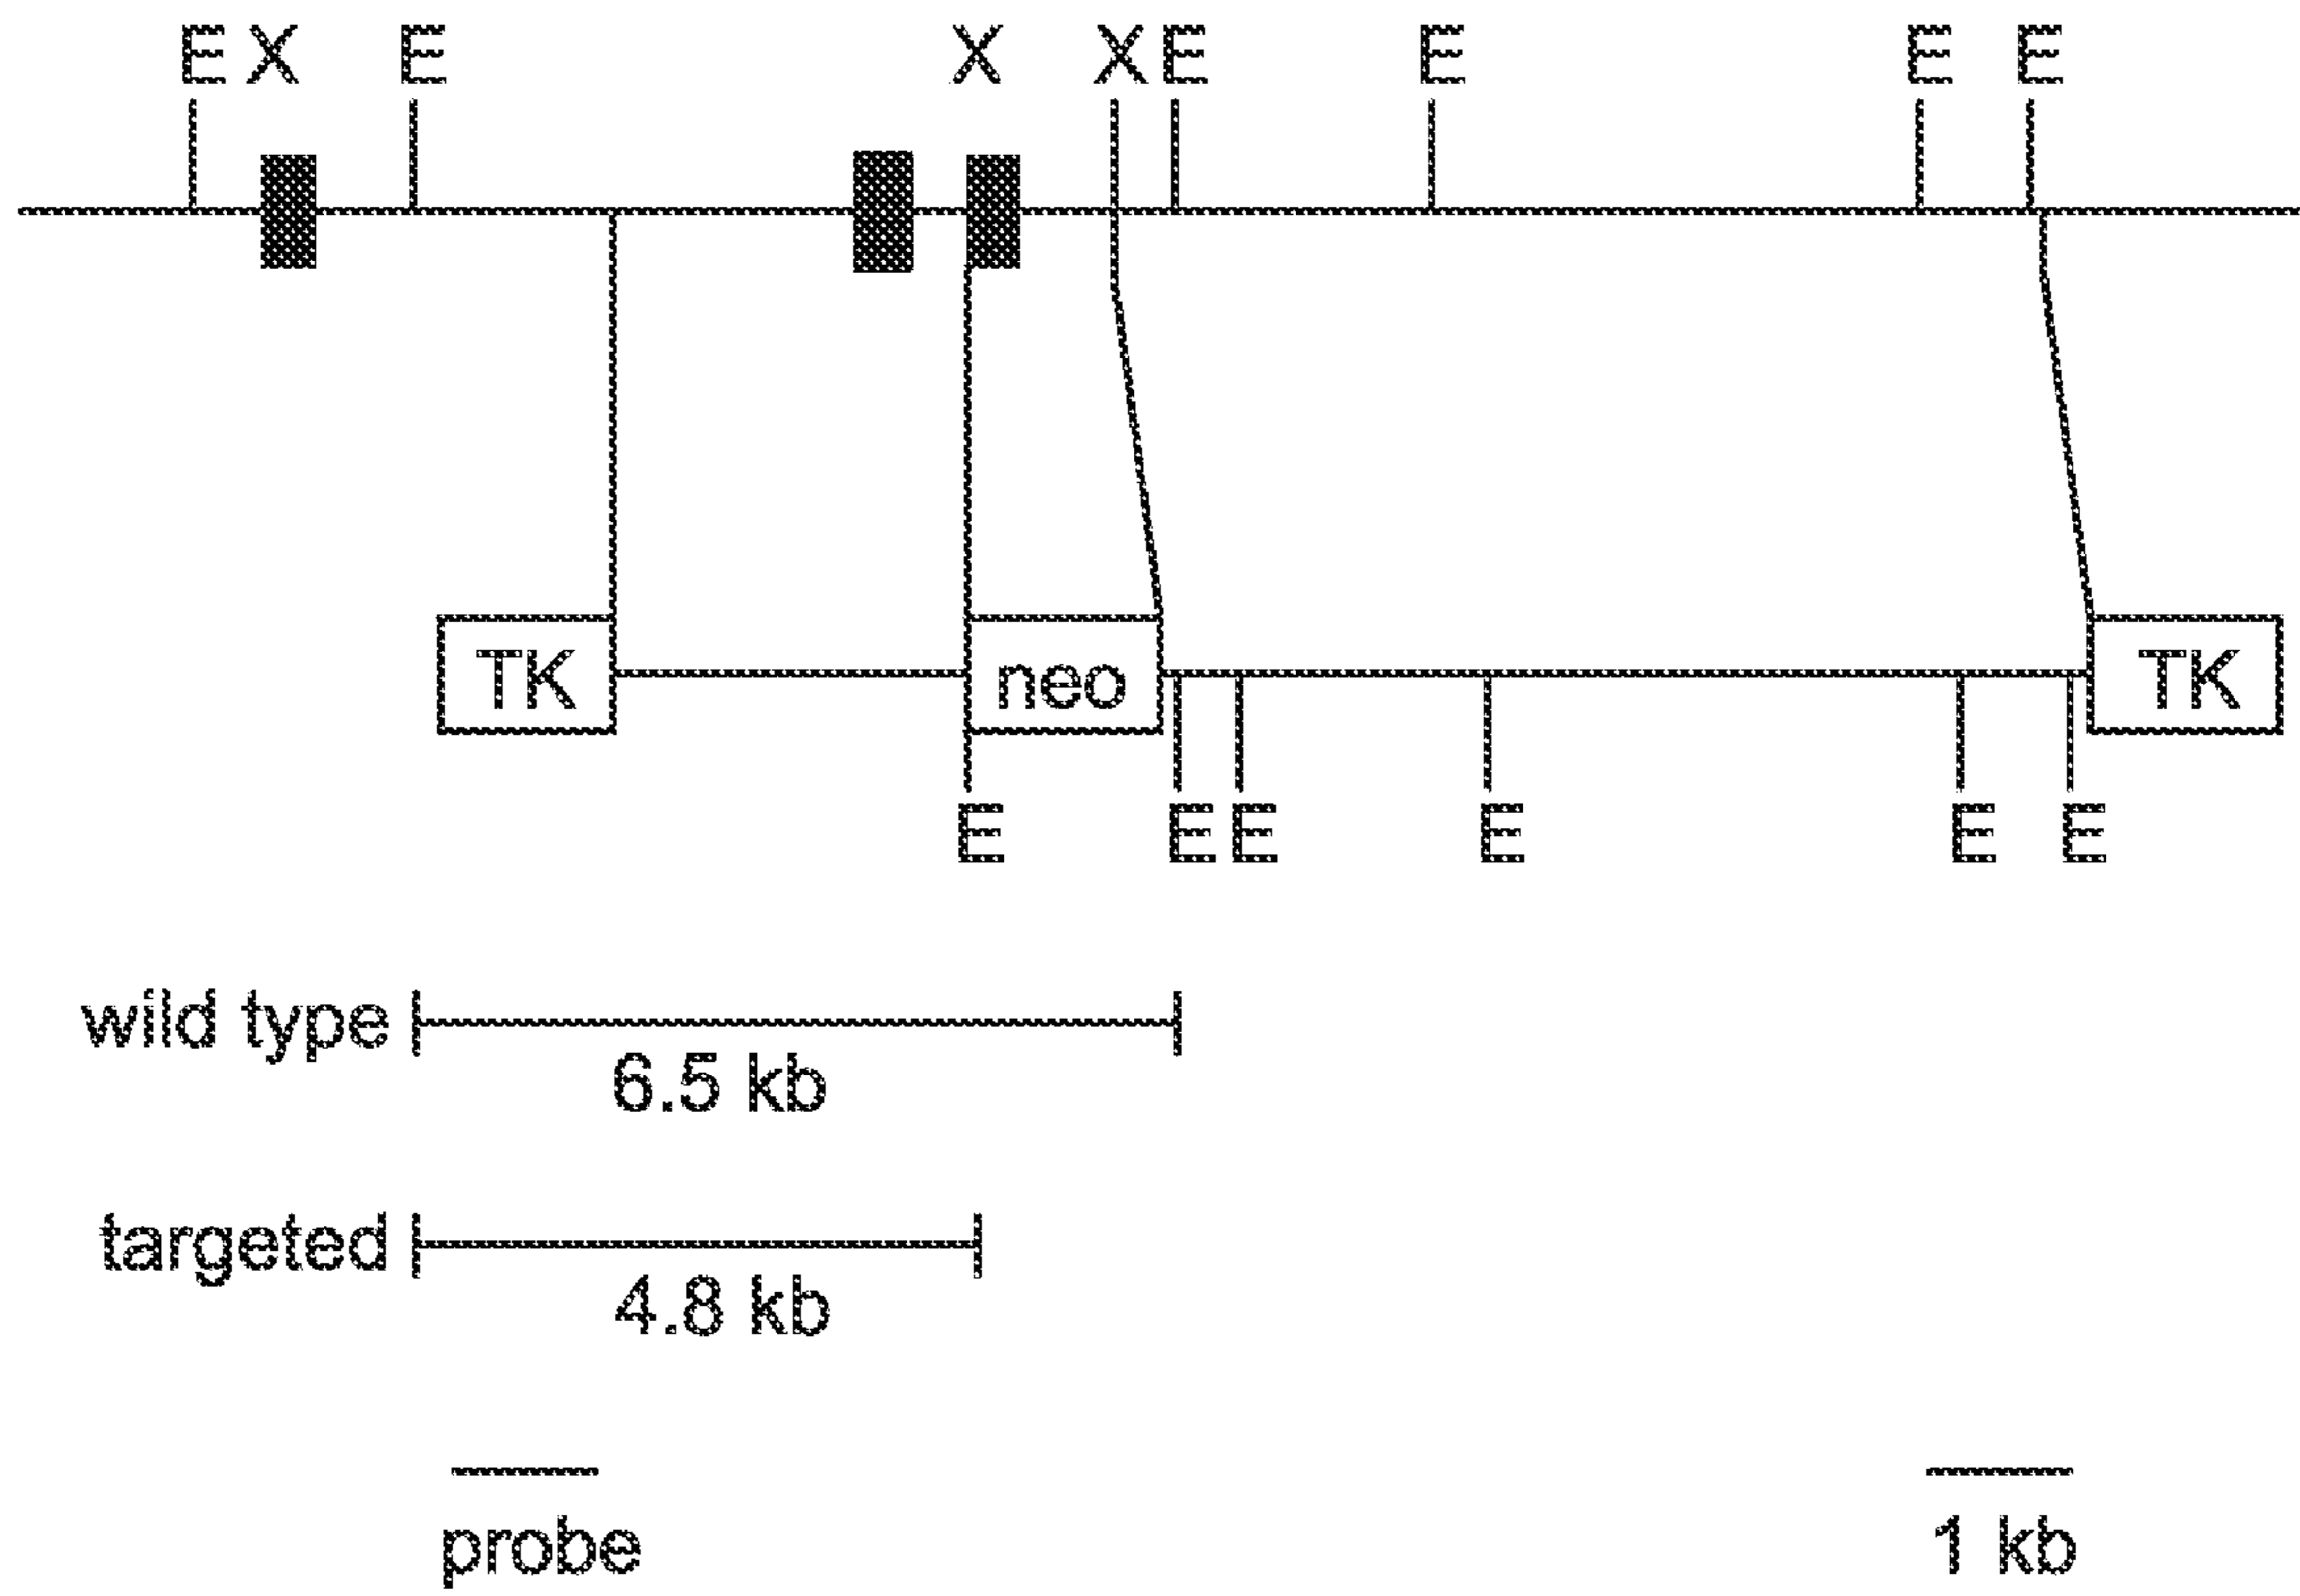 E X E X X E E E E
TK neo TK
E E E E E E
wild type
6.5 kb
targeted
4.8 kb
probe 1 kb